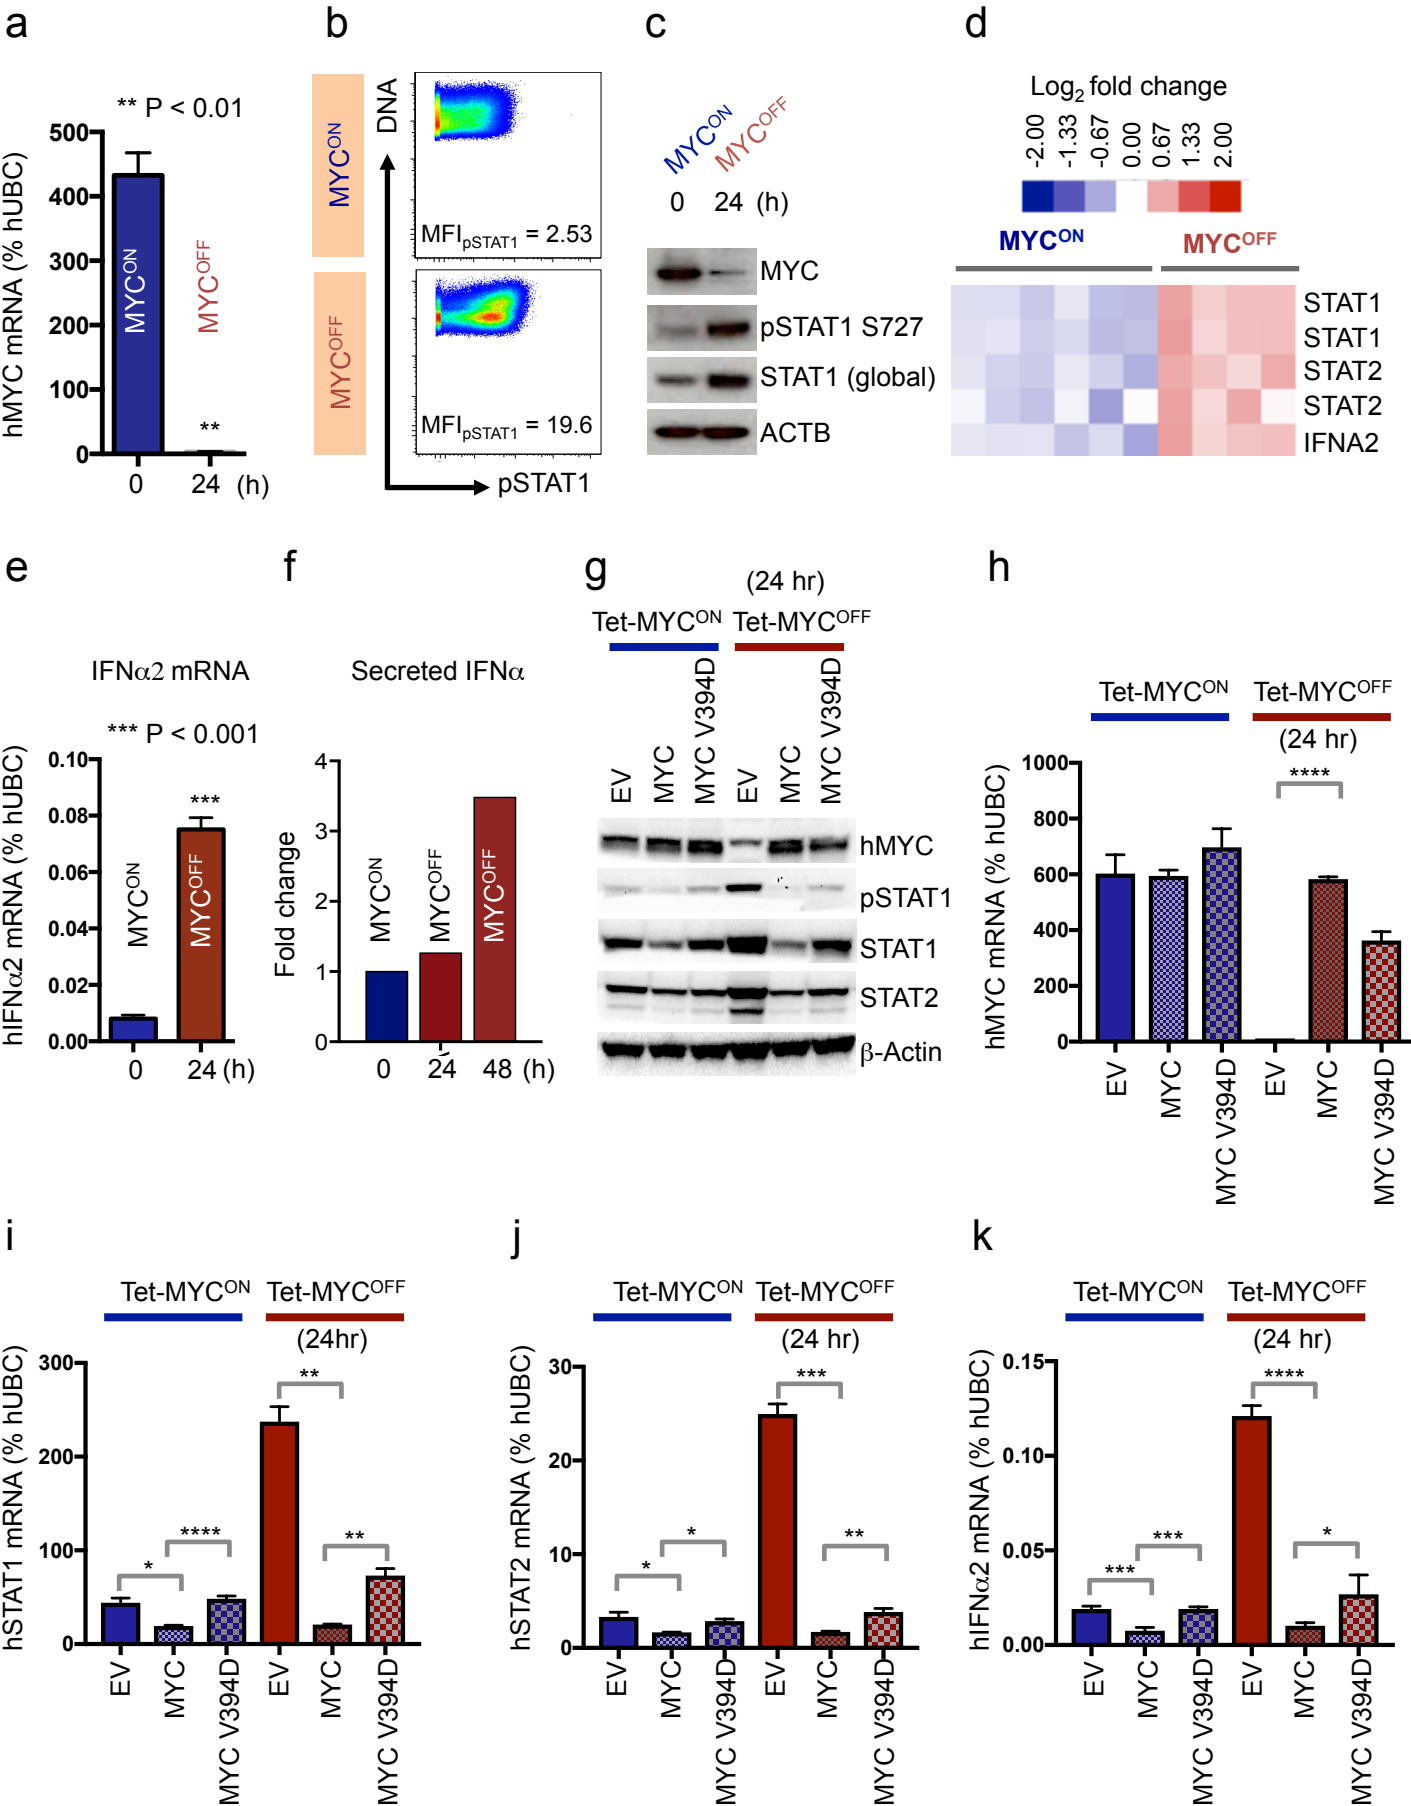 a
** P < 0.01
hMYC mRNA (% hUBC)
500
400
300
200
100
0
MYCON
MYCOFF
**
0 24 (h)
b
MYCON
MYCOFF
DNA
MFIpSTAT1 = 2.53
MFIpSTAT1 = 19.6
pSTAT1
c
MYCON
MYCOFF
0 24 (h)
MYC
pSTAT1 S727
STAT1 (global)
ACTB
d
Log2 fold change
-2.00
-1.33
-0.67
0.00
0.67
1.33
2.00
MYCON MYCOFF
STAT1
STAT1
STAT2
STAT2
IFNA2
e
IFNα2 mRNA
*** P < 0.001
hIFNα2 mRNA (% hUBC)
0.10
0.08
0.06
0.04
0.02
0.00
MYCON
MYCOFF
***
0 24 (h)
f
Secreted IFNα
Fold change
4
3
2
1
0
MYCON
MYCOFF
MYCOFF
0 24 48 (h)
g
(24 hr)
Tet-MYCON Tet-MYCOFF
EV
MYC
MYC V394D
EV
MYC
MYC V394D
hMYC
pSTAT1
STAT1
STAT2
β-Actin
h
Tet-MYCON Tet-MYCOFF
(24 hr)
****
hMYC mRNA (% hUBC)
1000
800
600
400
200
0
EV
MYC
MYC V394D
EV
MYC
MYC V394D
i
Tet-MYCON Tet-MYCOFF
(24hr)
hSTAT1 mRNA (% hUBC)
300
200
100
0
*
****
**
**
EV
MYC
MYC V394D
EV
MYC
MYC V394D
j
Tet-MYCON Tet-MYCOFF
(24 hr)
hSTAT2 mRNA (% hUBC)
30
20
10
0
*
*
***
**
EV
MYC
MYC V394D
EV
MYC
MYC V394D
k
Tet-MYCON Tet-MYCOFF
(24 hr)
hIFNα2 mRNA (% hUBC)
0.15
0.10
0.05
0.00
***
***
****
*
EV
MYC
MYC V394D
EV
MYC
MYC V394D